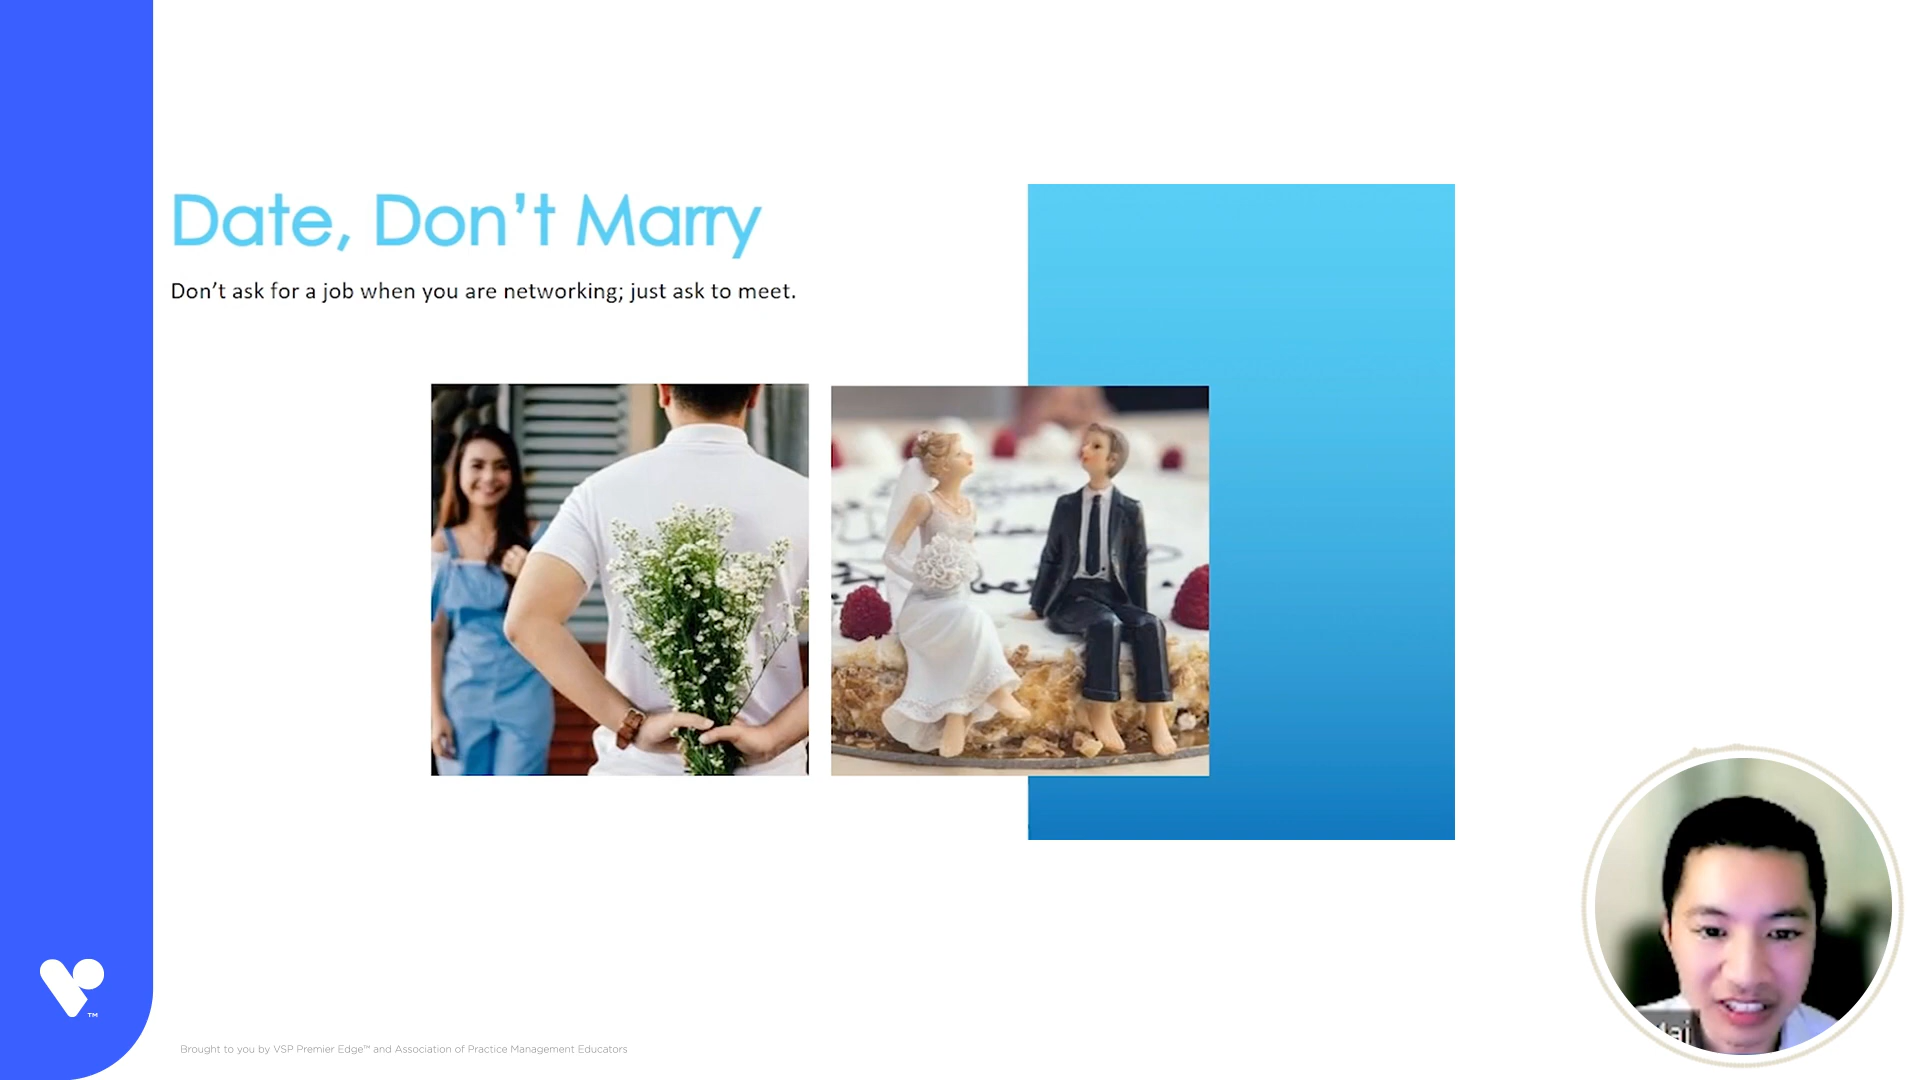 Date, Don’t Marry
Don’t ask for a job when you are networking; just ask to meet.
TM
Brought to you by VSP Premier Edge™ and Association of Practice Management Educators